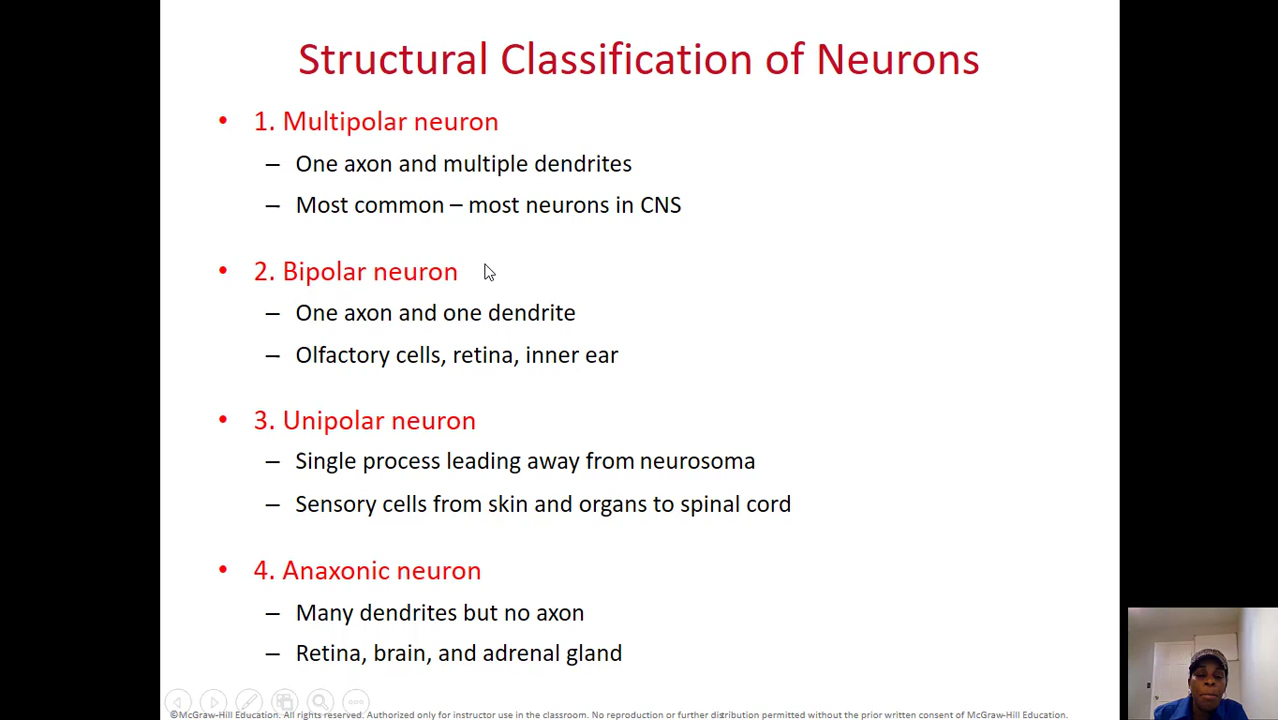 Structural Classification of Neurons
• 1. Multipolar neuron
– One axon and multiple dendrites
– Most common – most neurons in CNS
• 2. Bipolar neuron
– One axon and one dendrite
– Olfactory cells, retina, inner ear
• 3. Unipolar neuron
– Single process leading away from neurosoma
– Sensory cells from skin and organs to spinal cord
• 4. Anaxonic neuron
– Many dendrites but no axon
– Retina, brain, and adrenal gland
©McGraw-Hill Education. All rights reserved. Authorized only for instructor use in the classroom. No reproduction or further distribution permitted without the prior written consent of McGraw-Hill Education.